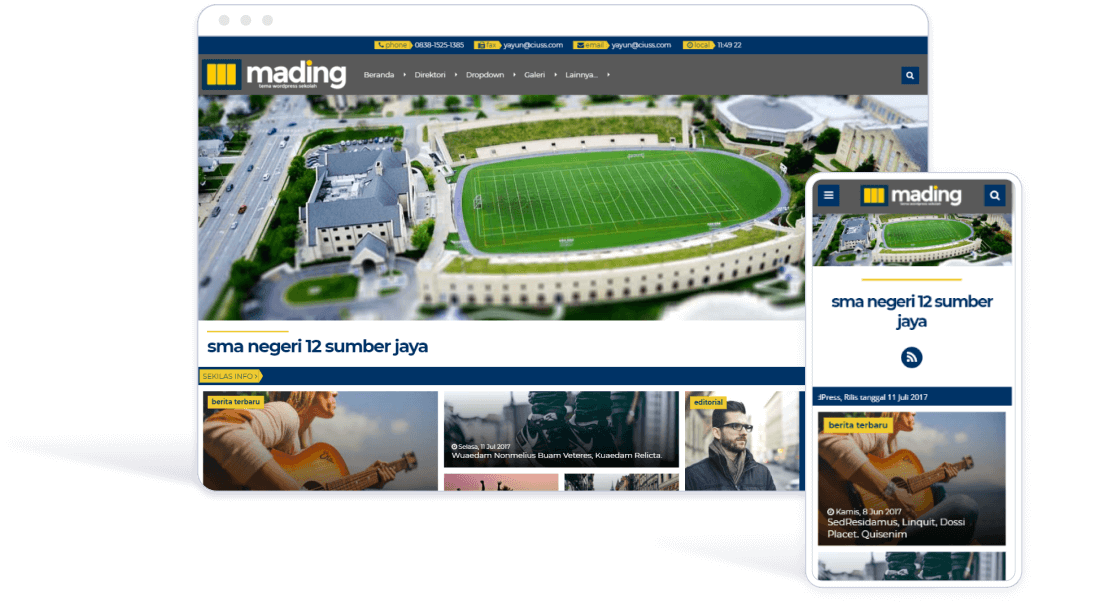 phone 0838-1525-1385 fax yayun@ciuss.com email yayun@ciuss.com local 11:49 22
mading
tema wordpress sekolah
Beranda Direktori Dropdown Galeri Lainnya...
sma negeri 12 sumber jaya
SEKILAS INFO
berita terbaru
Selasa, 11 Jul 2017
Wuaedam Nonmelius Buam Veteres, Kuaedam Relicta.
editorial
mading
tema wordpress sekolah
sma negeri 12 sumber
jaya
dPress, Rilis tanggal 11 juli 2017
berita terbaru
Kamis, 8 Jun 2017
SedResidamus, Linquit, Dossi
Placet. Quisenim